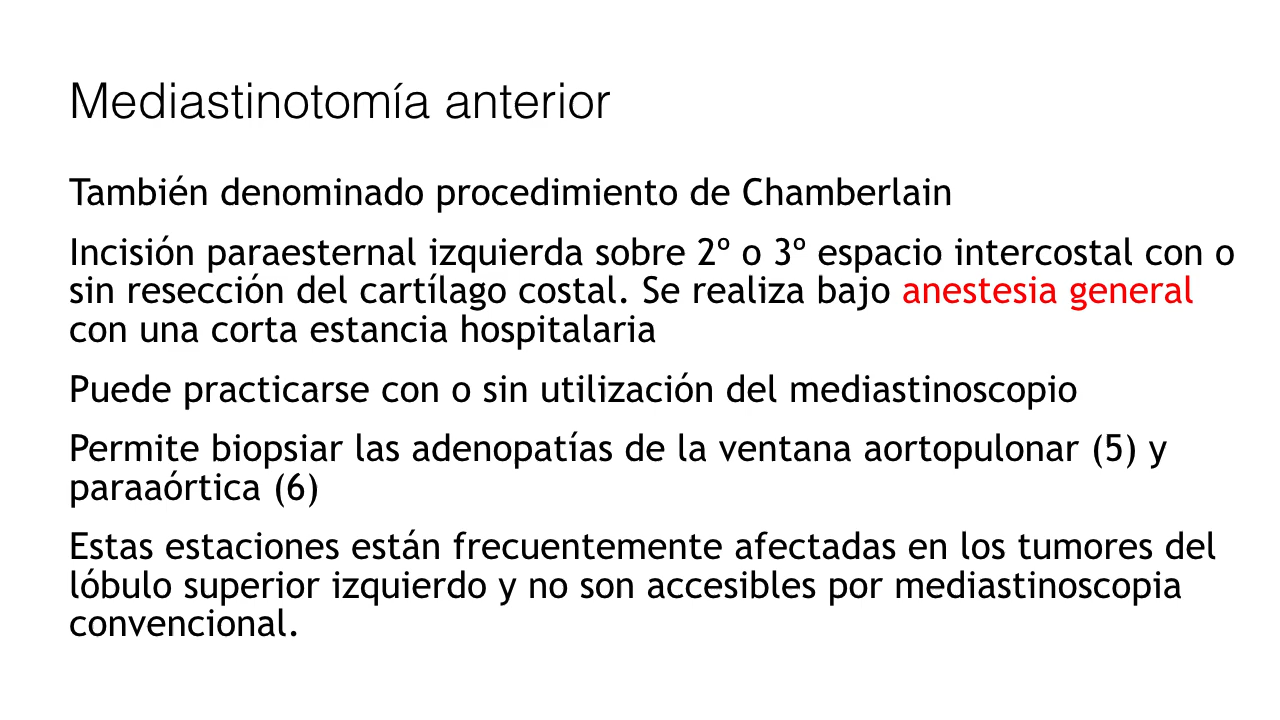 Mediastinotomía anterior
También denominado procedimiento de Chamberlain
Incisión paraesternal izquierda sobre 2º o 3º espacio intercostal con o
sin resección del cartílago costal. Se realiza bajo anestesia general
con una corta estancia hospitalaria
Puede practicarse con o sin utilización del mediastinoscopio
Permite biopsiar las adenopatías de la ventana aortopulonar (5) y
paraaórtica (6)
Estas estaciones están frecuentemente afectadas en los tumores del
lóbulo superior izquierdo y no son accesibles por mediastinoscopia
convencional.